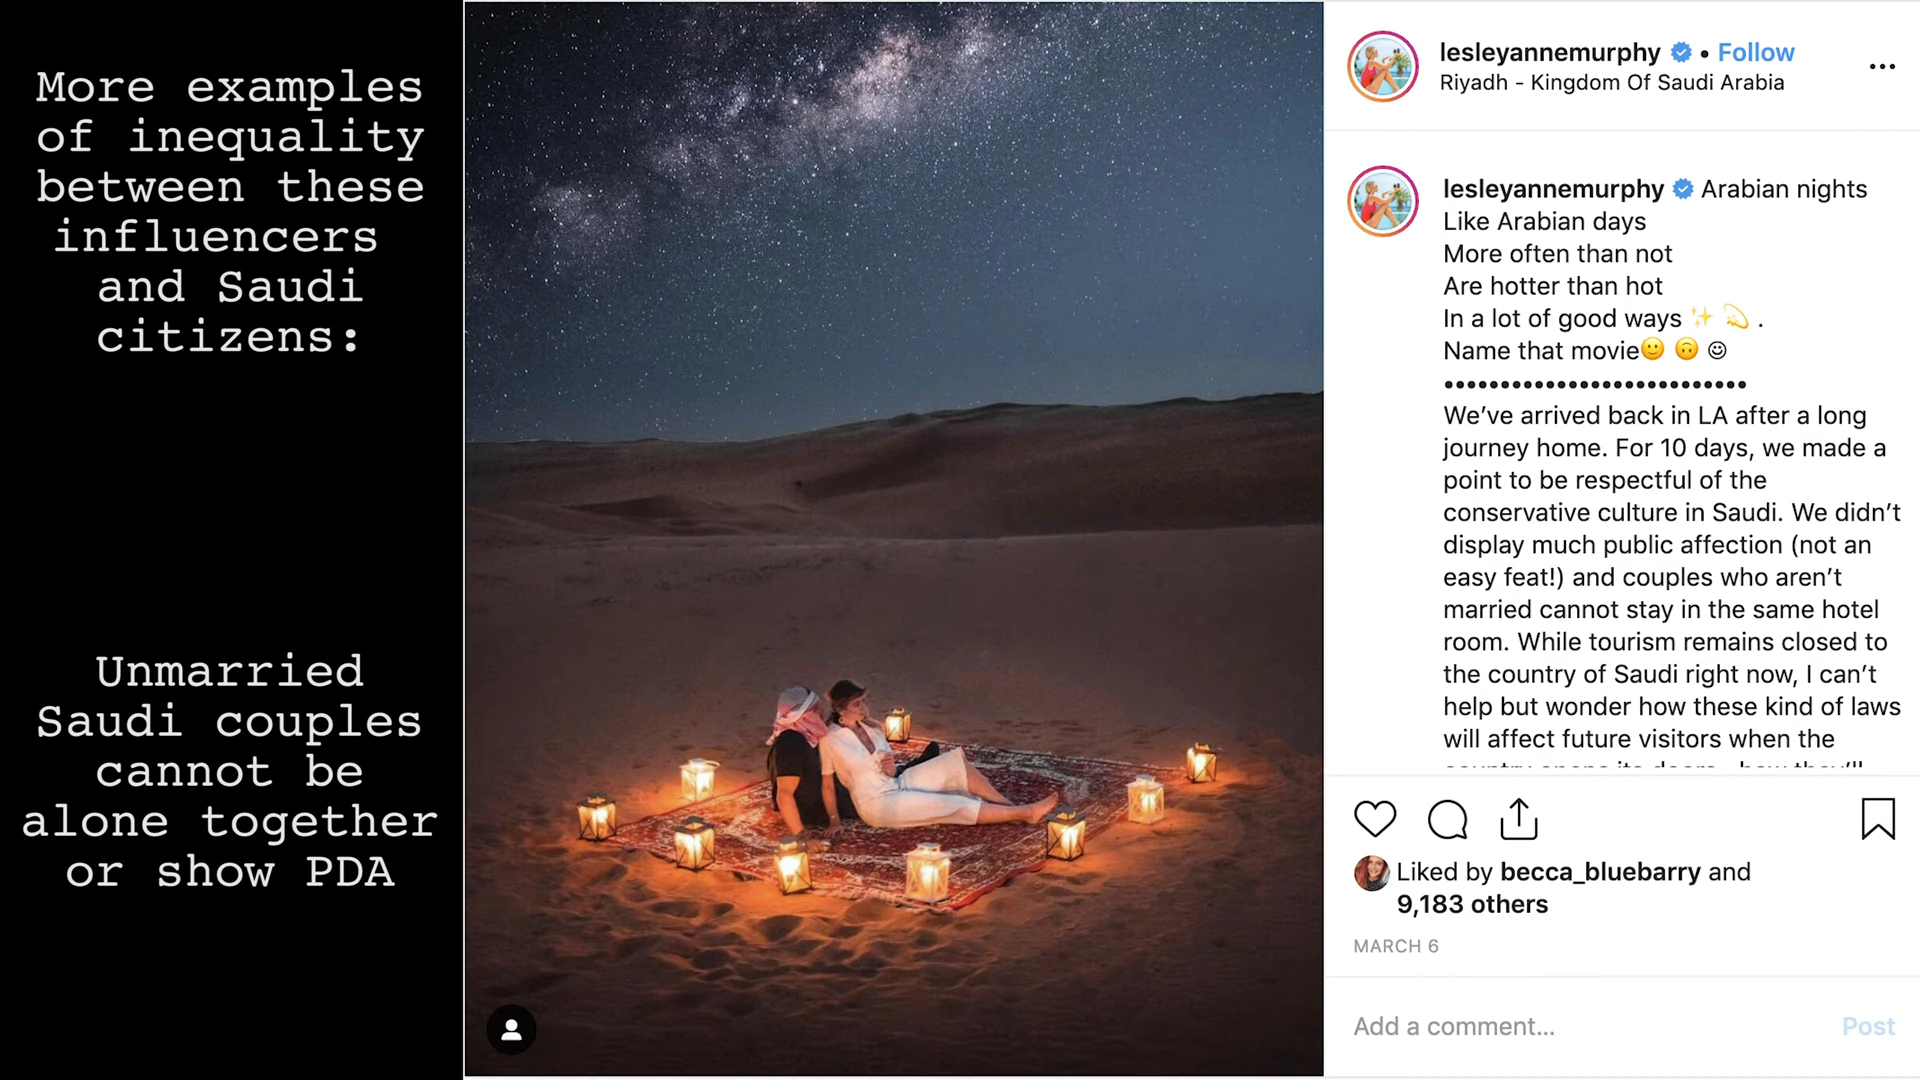 More examples
of inequality
between these
influencers
and Saudi
citizens:
Unmarried
Saudi couples
cannot be
alone together
or show PDA
lesleyannemurphy • Follow
Riyadh - Kingdom Of Saudi Arabia
lesleyannemurphy Arabian nights
Like Arabian days
More often than not
Are hotter than hot
In a lot of good ways ✨ 💫 .
Name that movie🙂 🙃 ☺
•••••••••••••••••••••••••••
We’ve arrived back in LA after a long
journey home. For 10 days, we made a
point to be respectful of the
conservative culture in Saudi. We didn’t
display much public affection (not an
easy feat!) and couples who aren’t
married cannot stay in the same hotel
room. While tourism remains closed to
the country of Saudi right now, I can’t
help but wonder how these kind of laws
will affect future visitors when the
country opens its doors
Liked by becca_bluebarry and
9,183 others
MARCH 6
Add a comment... Post